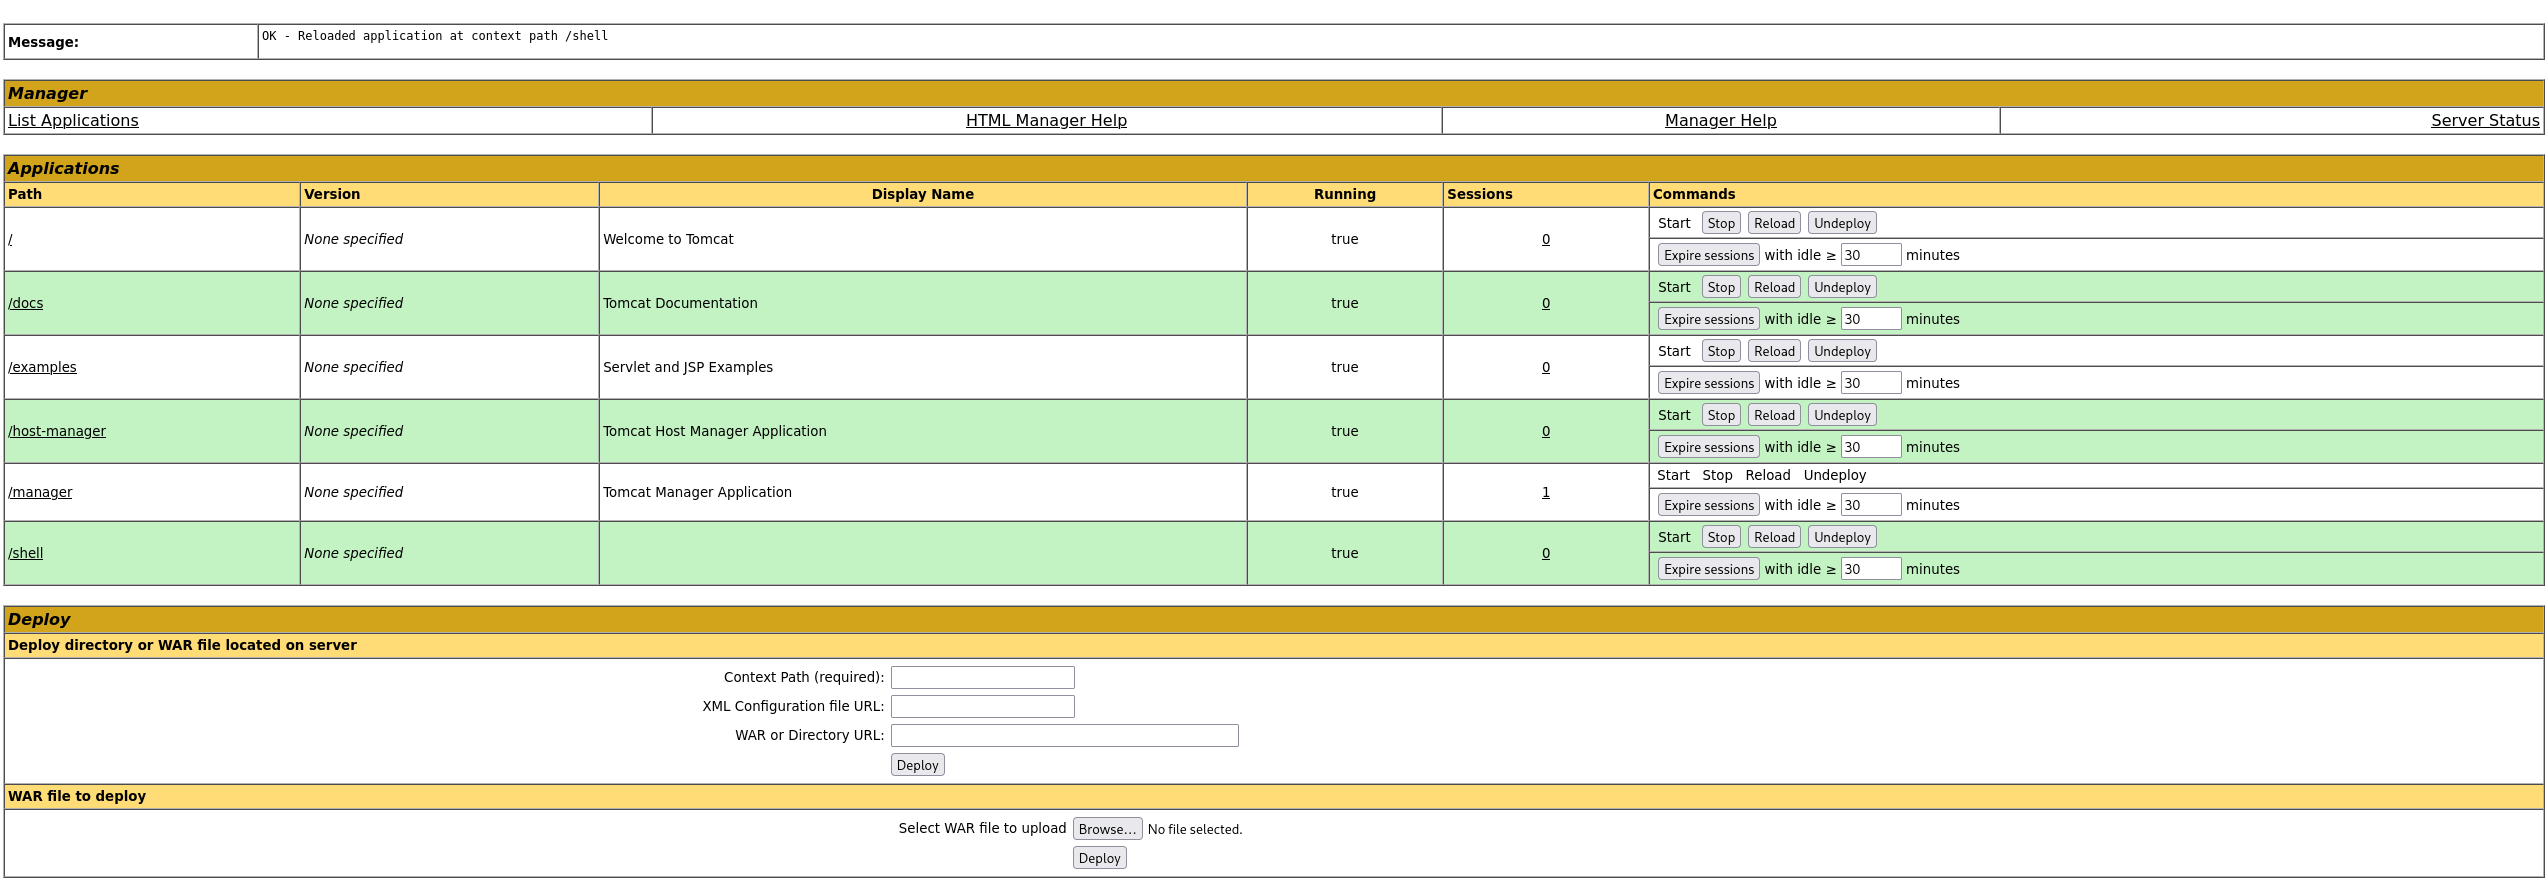 Message: OK - Reloaded application at context path /shell
Manager
List Applications HTML Manager Help Manager Help Server Status
Applications
Path Version Display Name Running Sessions Commands
/ None specified Welcome to Tomcat true 0 Start Stop Reload Undeploy
Expire sessions with idle ≥ 30 minutes
/docs None specified Tomcat Documentation true 0 Start Stop Reload Undeploy
Expire sessions with idle ≥ 30 minutes
/examples None specified Servlet and JSP Examples true 0 Start Stop Reload Undeploy
Expire sessions with idle ≥ 30 minutes
/host-manager None specified Tomcat Host Manager Application true 0 Start Stop Reload Undeploy
Expire sessions with idle ≥ 30 minutes
/manager None specified Tomcat Manager Application true 1 Start Stop Reload Undeploy
Expire sessions with idle ≥ 30 minutes
/shell None specified true 0 Start Stop Reload Undeploy
Expire sessions with idle ≥ 30 minutes
Deploy
Deploy directory or WAR file located on server
Context Path (required):
XML Configuration file URL:
WAR or Directory URL:
Deploy
WAR file to deploy
Select WAR file to upload Browse... No file selected.
Deploy